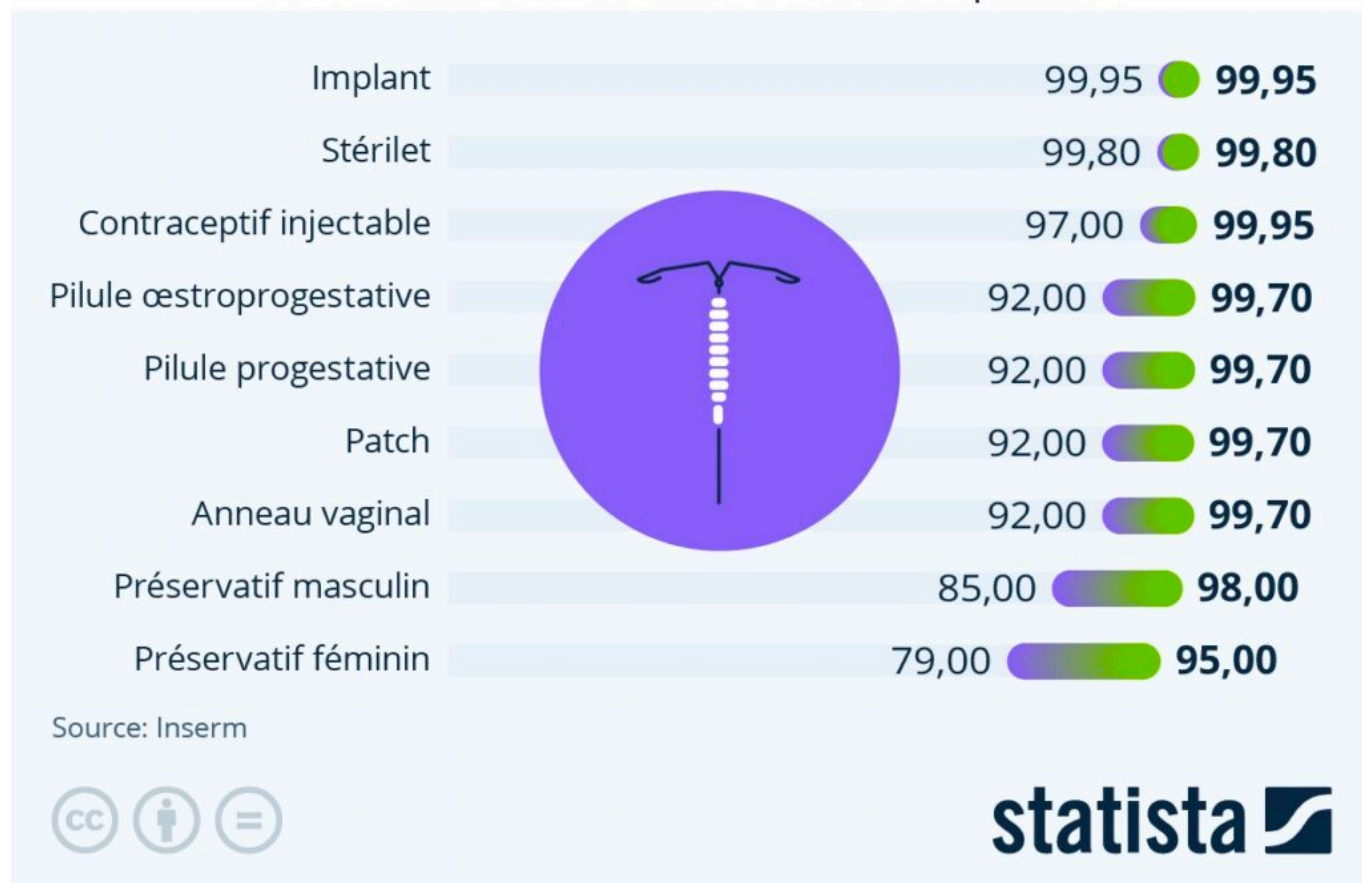 Implant 99,95 99,95
Stérilet 99,80 99,80
Contraceptif injectable 97,00 99,95
Pilule œstroprogestative 92,00 99,70
Pilule progestative 92,00 99,70
Patch 92,00 99,70
Anneau vaginal 92,00 99,70
Préservatif masculin 85,00 98,00
Préservatif féminin 79,00 95,00
Source: Inserm
cc =
statista